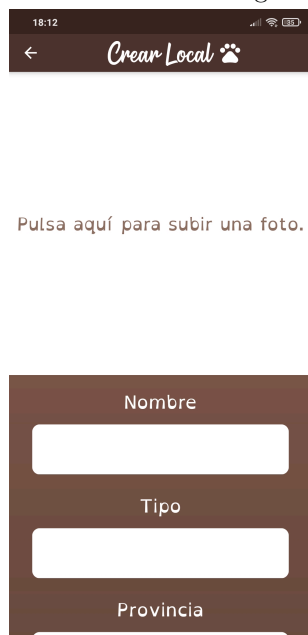 18:12
35
Crear Local
Pulsa aquí para subir una foto.
Nombre
Tipo
Provincia